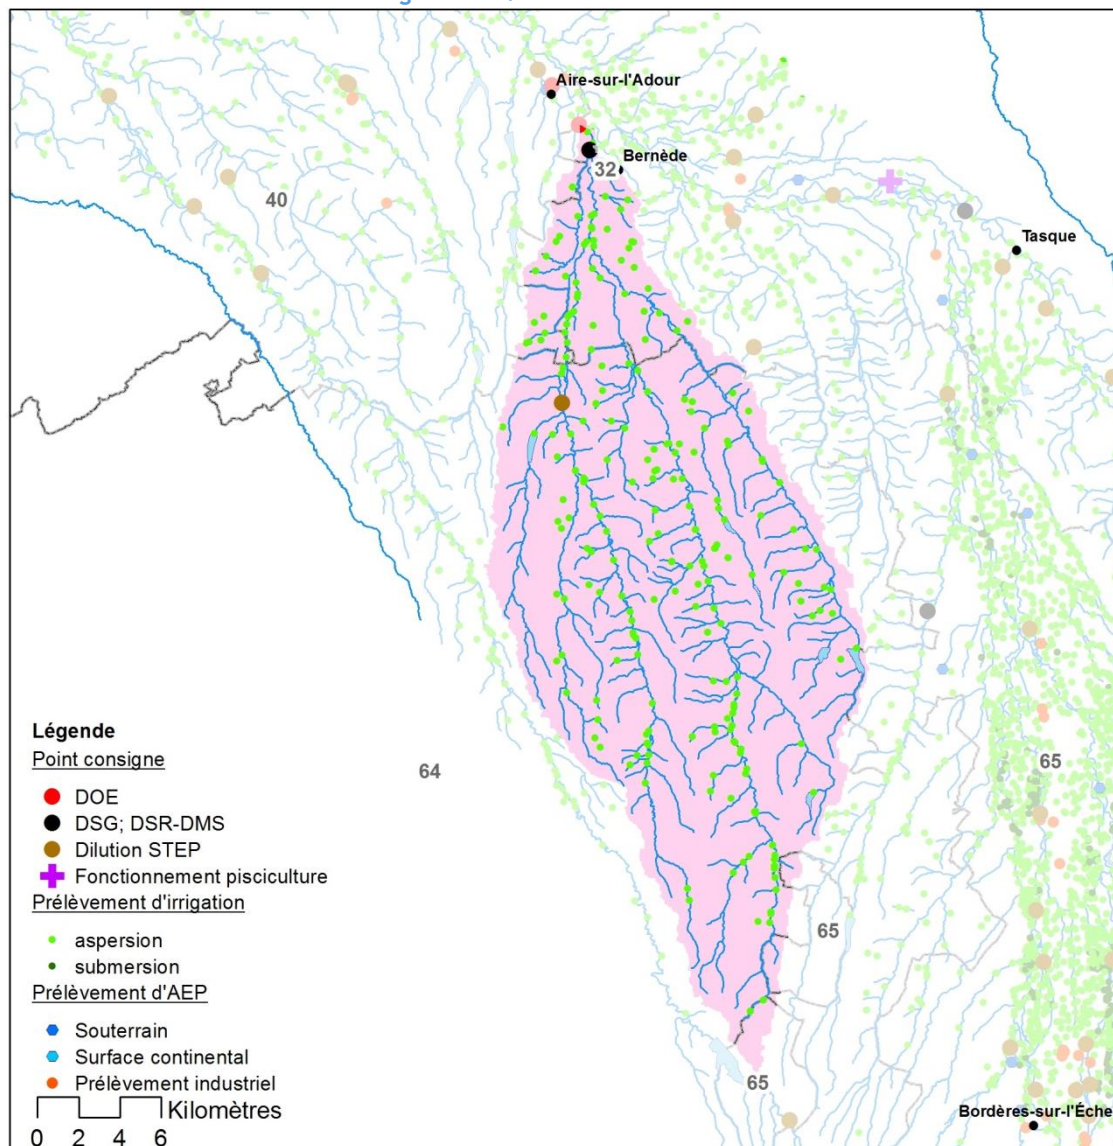 Aire-sur-l'Adour
Bernède
32
40
Tasque
64
65
65
65
Légende
Point consigne
DOE
DSG; DSR-DMS
Dilution STEP
Fonctionnement pisciculture
Prélèvement d'irrigation
aspersion
submersion
Prélèvement d'AEP
Souterrain
Surface continental
Prélèvement industriel
Kilomètres
0 2 4 6
Bordères-sur-l'Éche